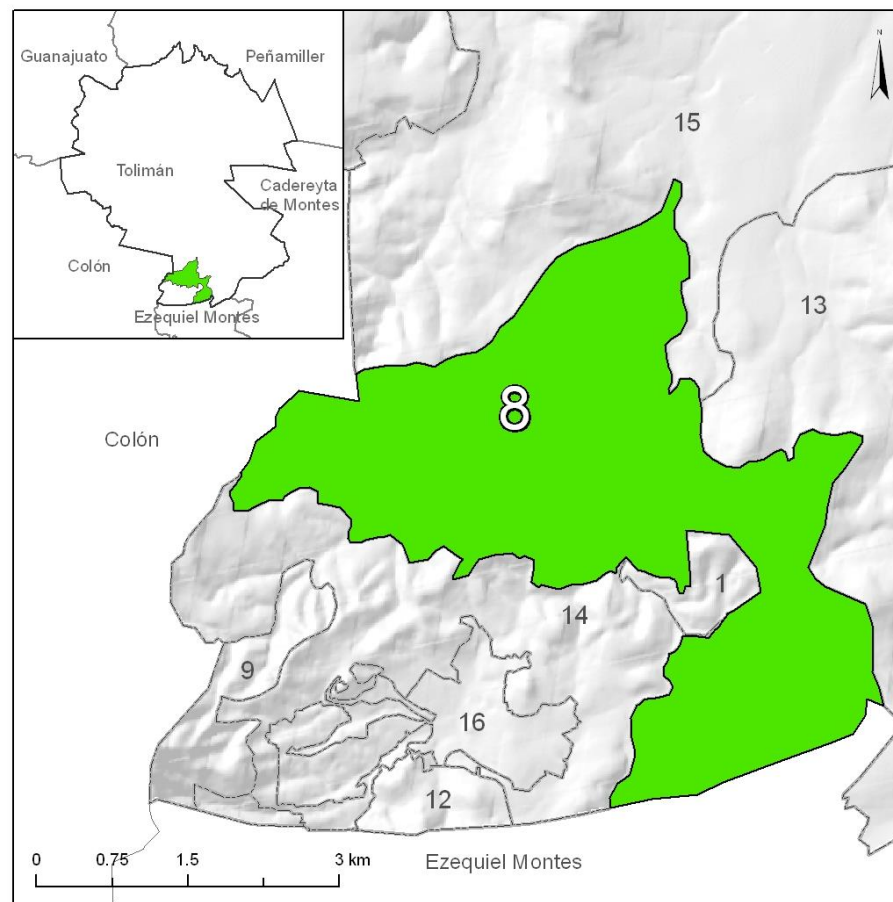 Guanajuato
Peñamiller
Tolimán
Cadereyta
de Montes
Colón
Ezequiel Montes
N
15
13
8
Colón
1
14
9
16
12
0 0.75 1.5 3 km
Ezequiel Montes